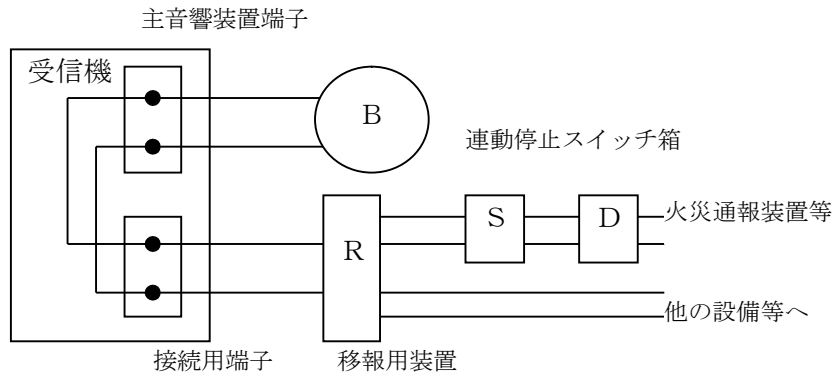 主音響装置端子
受信機
B
連動停止スイッチ箱
S
D
火災通報装置等
R
他の設備等へ
接続用端子
移報用装置